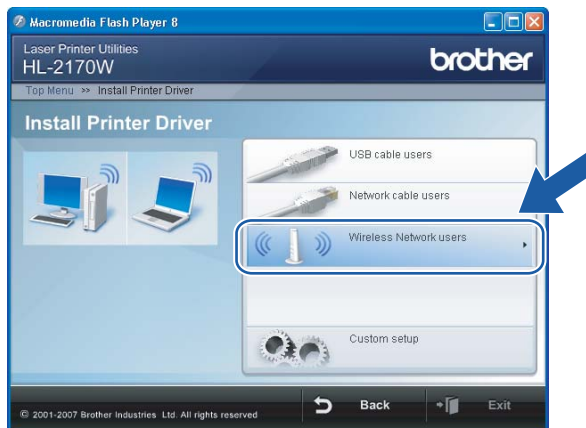 Macromedia Flash Player 8
Laser Printer Utilities
HL-2170W
brother
Top Menu >> Install Printer Driver
Install Printer Driver
USB cable users
Network cable users
Wireless Network users
Custom setup
© 2001-2007 Brother Industries Ltd. All rights reserved
Back
Exit